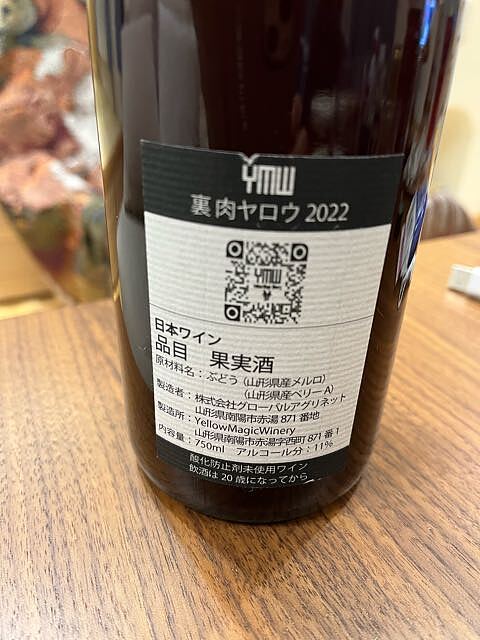 YMW
裏肉ヤロウ 2022
YMW
日本ワイン
品目 果実酒
原材料名：ぶどう（山形県産メルロ）
（山形県産ベリーA）
製造者：株式会社グローバルアグリネット
山形県南陽市赤湯 871 番地
製造所：YellowMagicWinery
山形県南陽市赤湯字西町 871 番 1
内容量：750ml アルコール分：11%
酸化防止剤未使用ワイン
飲酒は 20 歳になってから